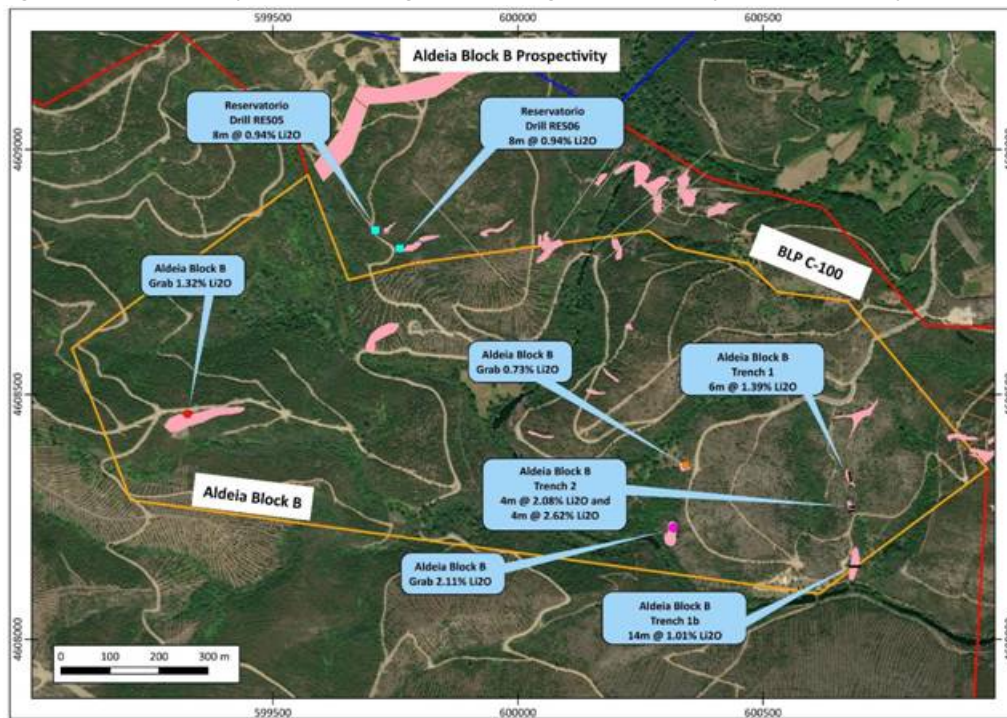 599500
600000
600500
Aldeia Block B Prospectivity
Reservatorio
Drill RES05
8m @ 0.94% Li2O
Reservatorio
Drill RES06
8m @ 0.94% Li2O
4609000
4609000
BLP C-100
Aldeia Block B
Grab 1.32% Li2O
Aldeia Block B
Grab 0.73% Li2O
Aldeia Block B
Trench 1
6m @ 1.39% Li2O
4608500
Aldeia Block B
Aldeia Block B
Trench 2
4m @ 2.08% Li2O and
4m @ 2.62% Li2O
Aldeia Block B
Grab 2.11% Li2O
Aldeia Block B
Trench 1b
14m @ 1.01% Li2O
4608000
0 100 200 300 m
599500
600000
600500